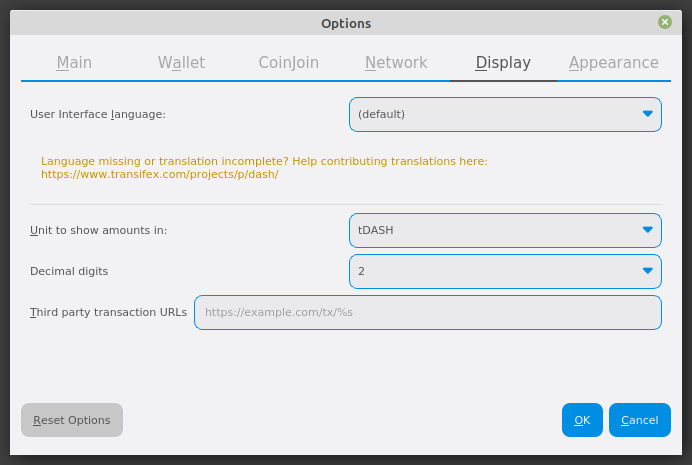 Options
Main Wallet CoinJoin Network Display Appearance
User Interface language: (default)
Language missing or translation incomplete? Help contributing translations here:
https://www.transifex.com/projects/p/dash/
Unit to show amounts in: tDASH
Decimal digits 2
Third party transaction URLs https://example.com/tx/%s
Reset Options OK Cancel